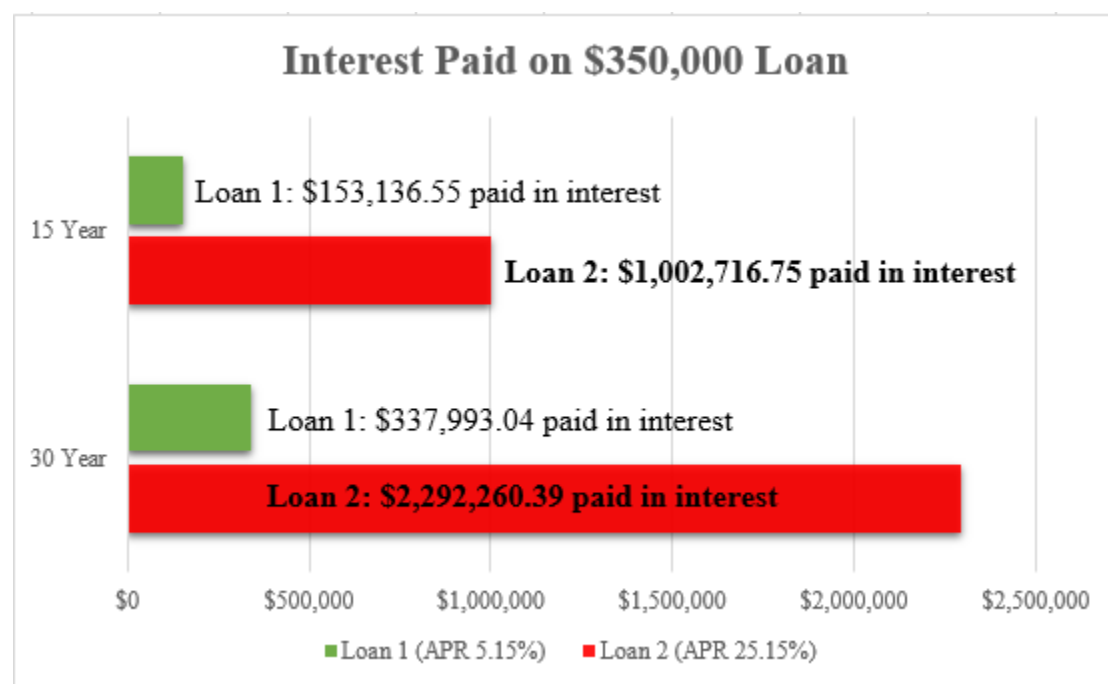 Interest Paid on $350,000 Loan
Loan 1: $153,136.55 paid in interest
15 Year
Loan 2: $1,002,716.75 paid in interest
Loan 1: $337,993.04 paid in interest
30 Year
Loan 2: $2,292,260.39 paid in interest
$0 $500,000 $1,000,000 $1,500,000 $2,000,000 $2,500,000
Loan 1 (APR 5.15%) Loan 2 (APR 25.15%)